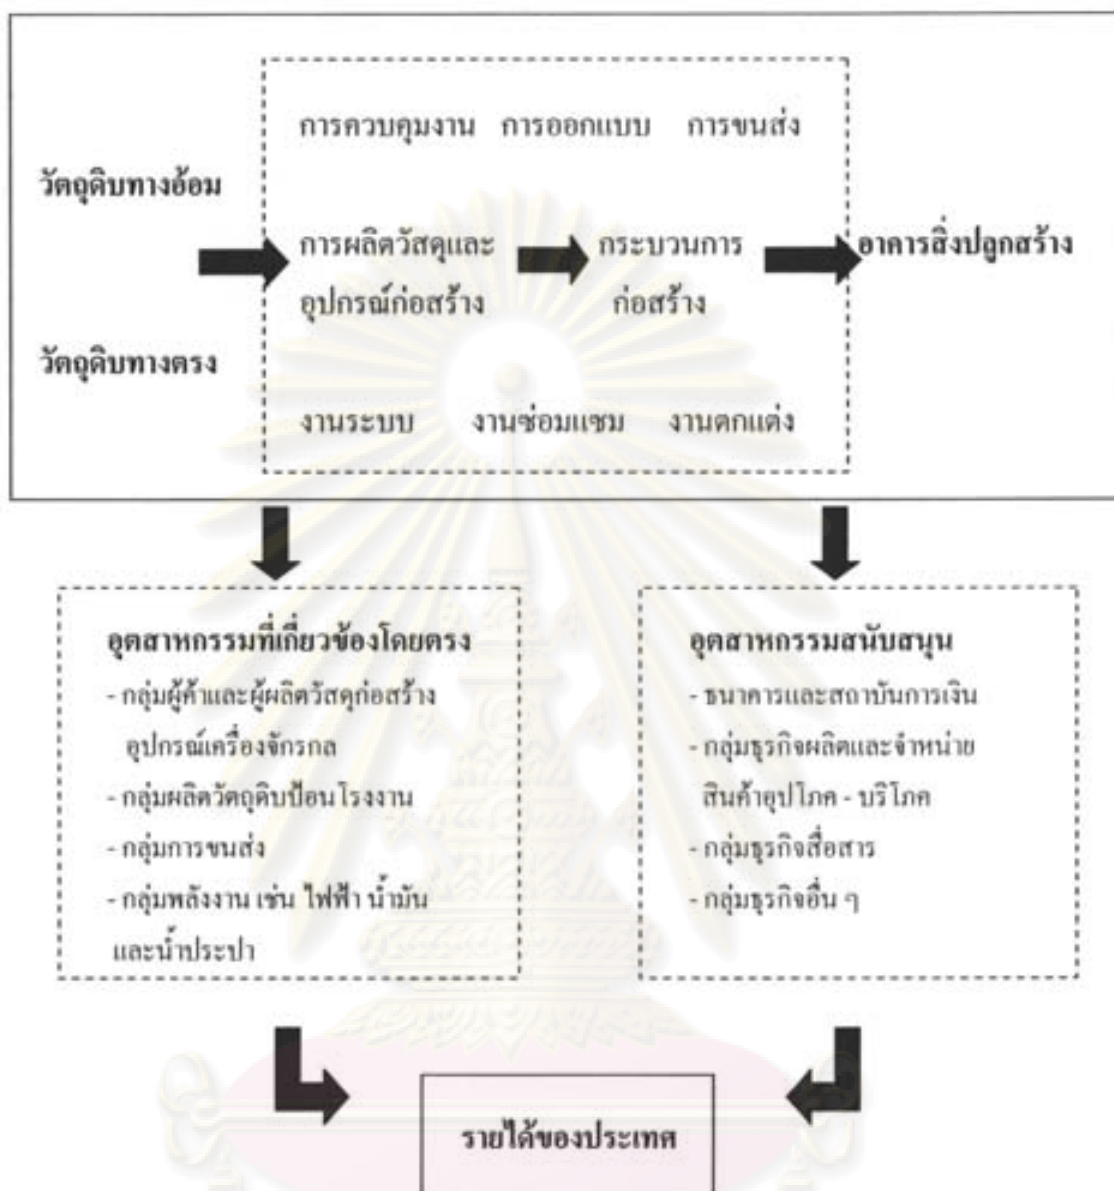 การควบคุมงาน การออกแบบ การขนส่ง
วัตถุดิบทางอ้อม
การผลิตวัสดุและ กระบวนการ อาคารสิ่งปลูกสร้าง
อุปกรณ์ก่อสร้าง ก่อสร้าง
วัตถุดิบทางตรง
งานระบบ งานซ่อมแซม งานตกแต่ง
อุตสาหกรรมที่เกี่ยวข้องโดยตรง
- กลุ่มผู้ค้าและผู้ผลิตวัสดุก่อสร้าง
อุปกรณ์เครื่องจักรกล
- กลุ่มผลิตวัตถุดิบป้อนโรงงาน
- กลุ่มการขนส่ง
- กลุ่มพลังงาน เช่น ไฟฟ้า น้ำมัน
และน้ำประปา
อุตสาหกรรมสนับสนุน
- ธนาคารและสถาบันการเงิน
- กลุ่มธุรกิจผลิตและจำหน่าย
สินค้าอุปโภค - บริโภค
- กลุ่มธุรกิจสื่อสาร
- กลุ่มธุรกิจอื่น ๆ
รายได้ของประเทศ